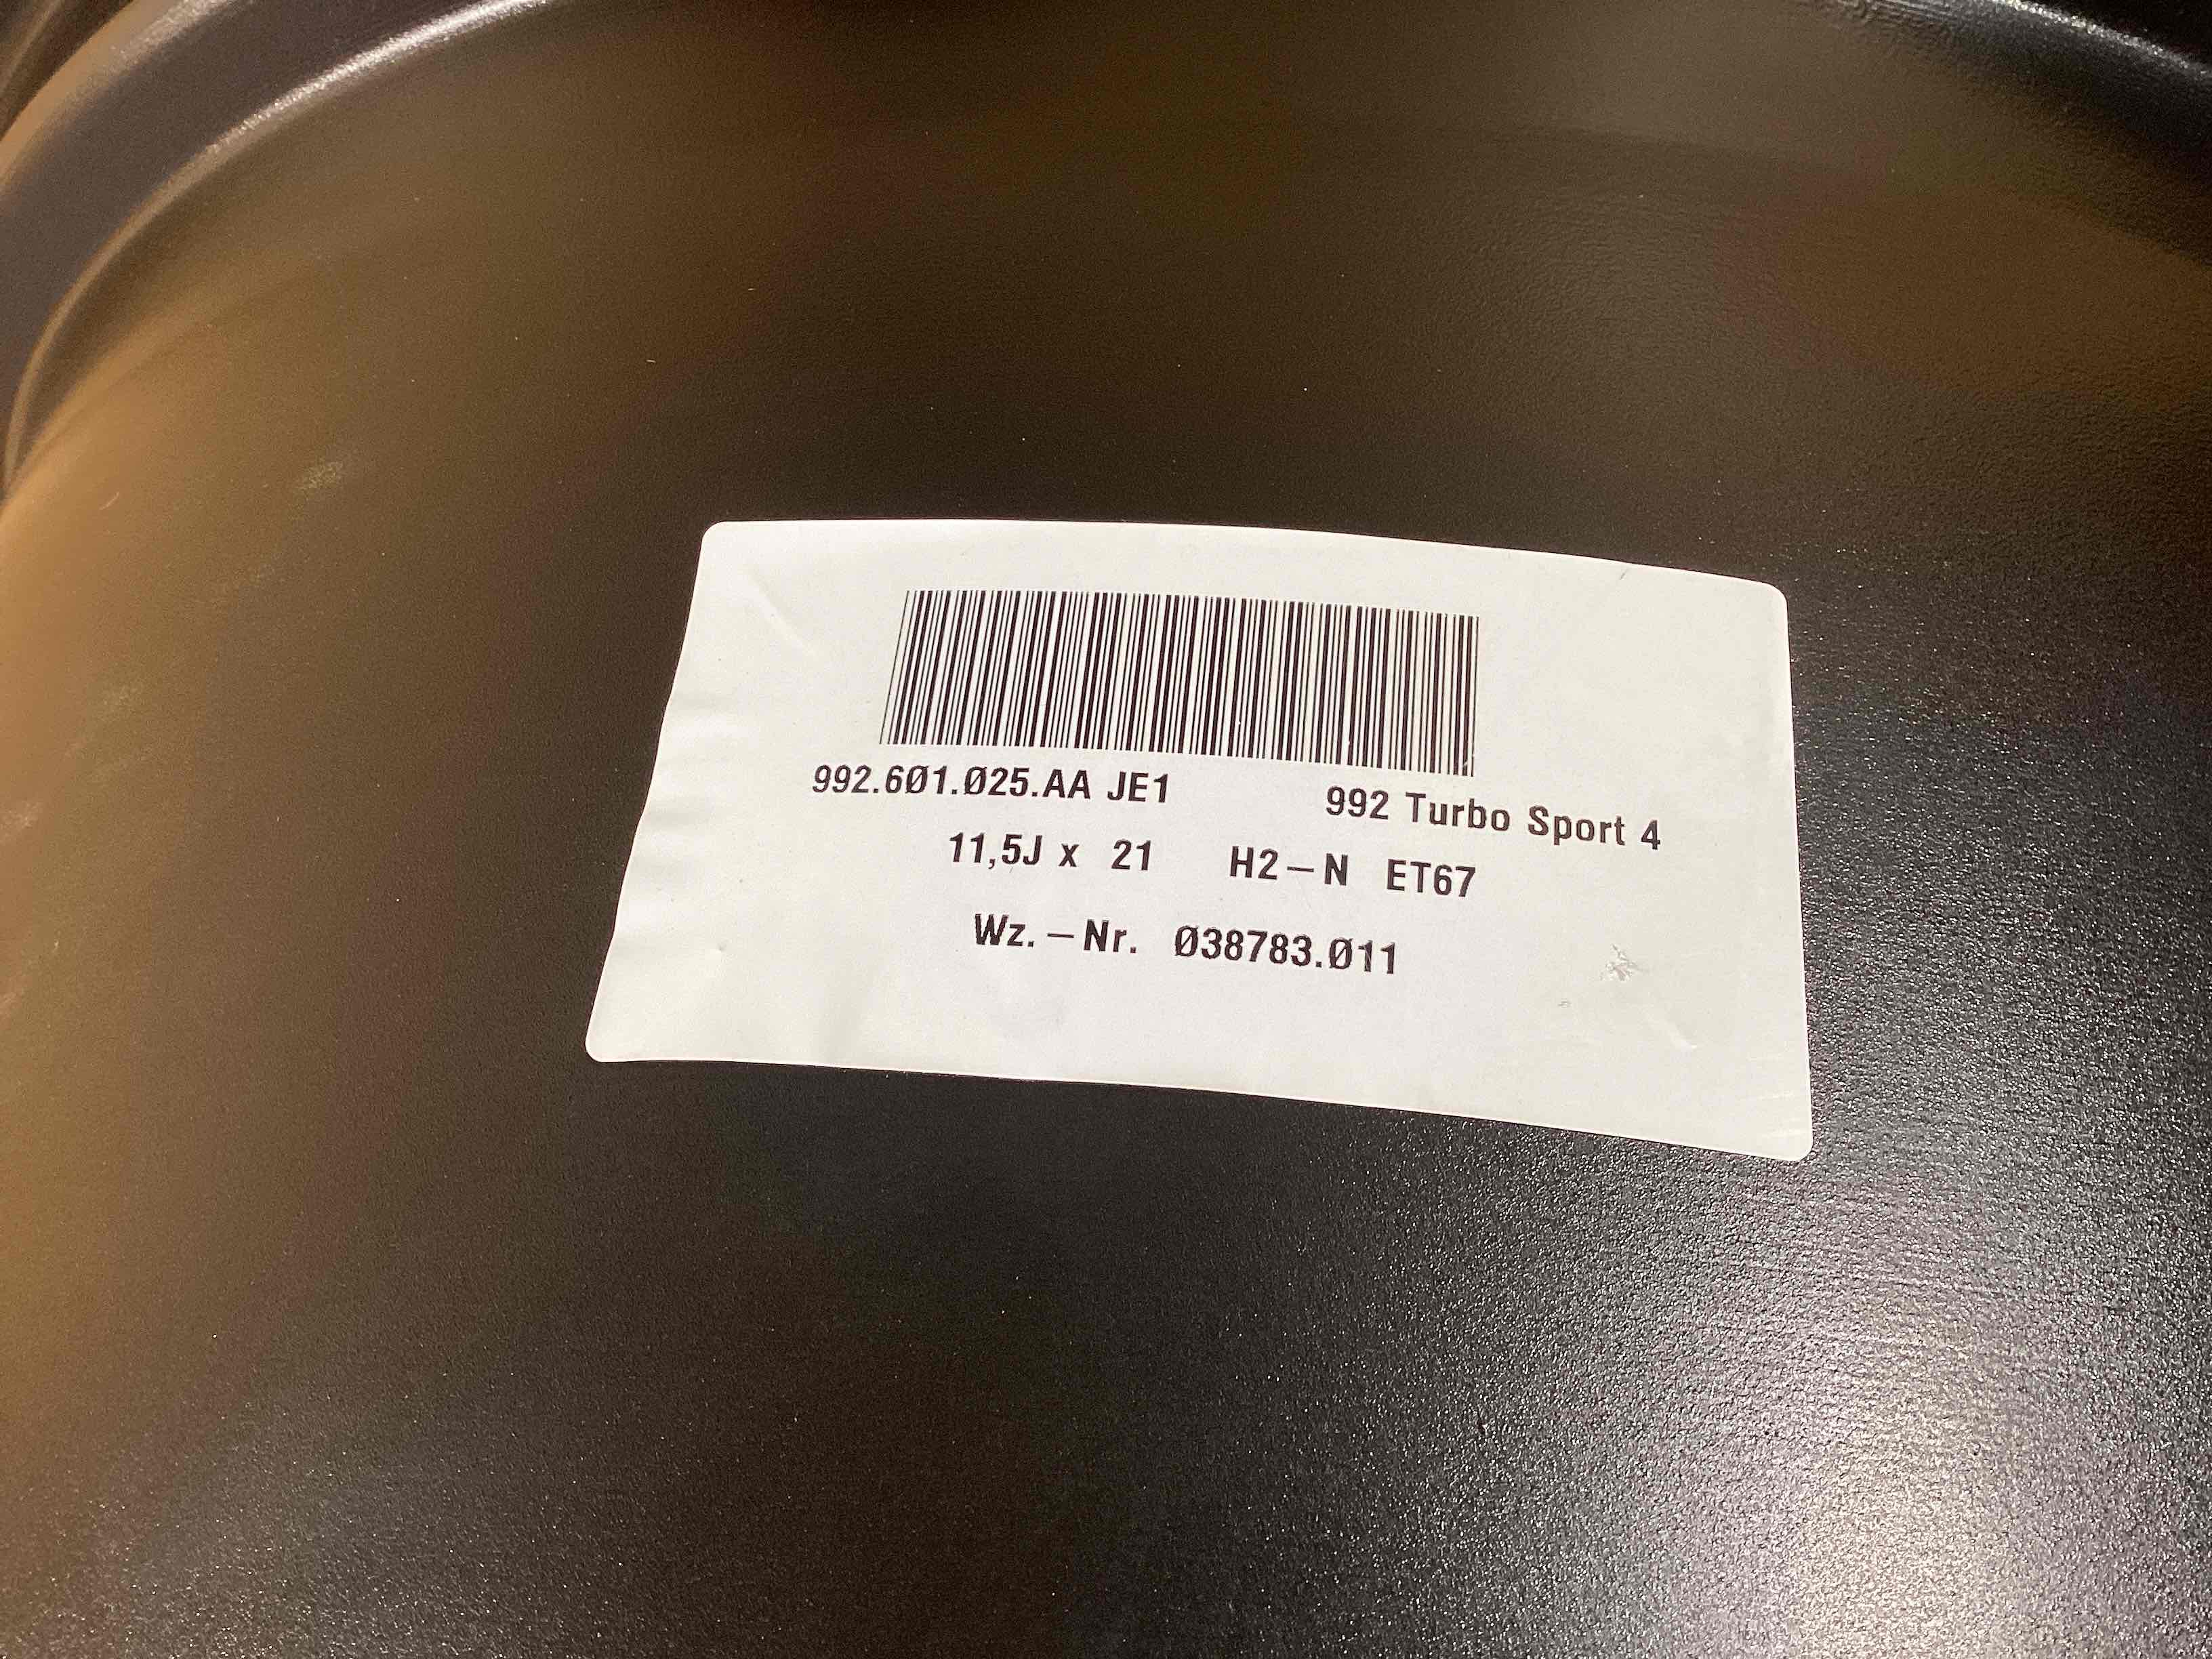 992.6Ø1.Ø25.AA JE1 992 Turbo Sport 4
11,5J x 21 H2-N ET67
Wz.-Nr. Ø38783.Ø11